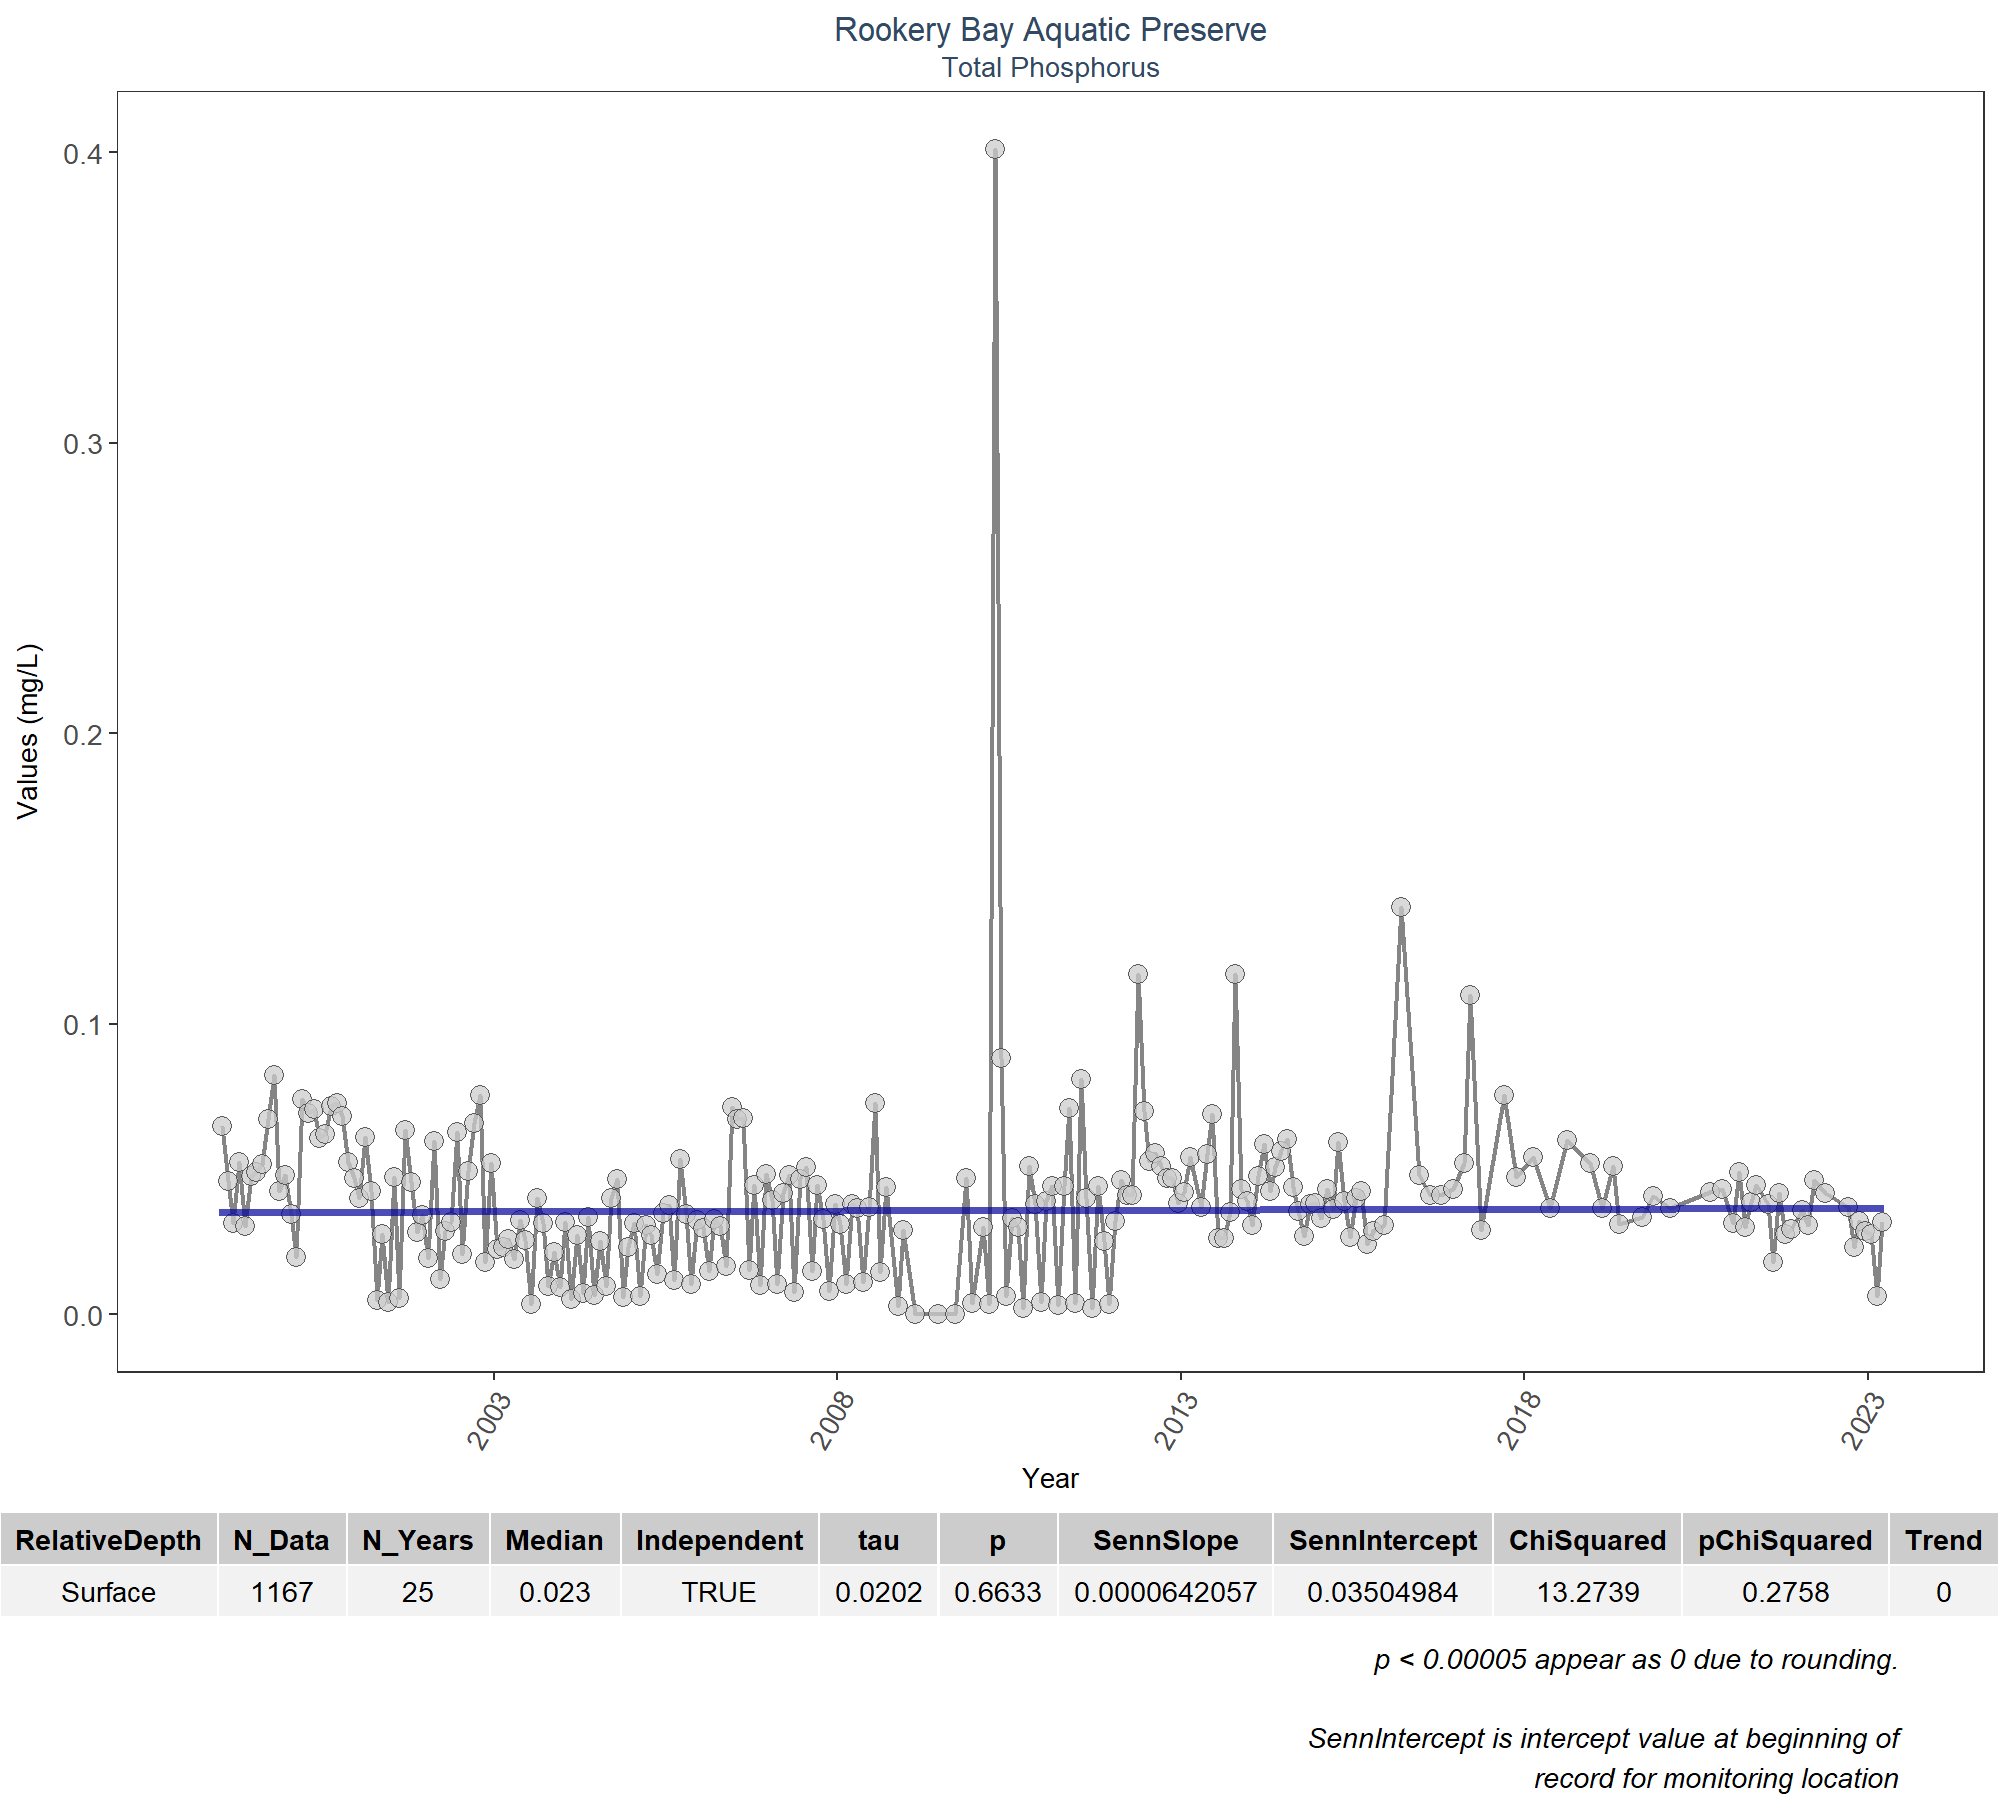 Rookery Bay Aquatic Preserve
Total Phosphorus
Values (mg/L)
0.4
0.3
0.2
0.1
0.0
2003 2008 2013 2018 2023
Year
RelativeDepth N_Data N_Years Median Independent tau p SennSlope SennIntercept ChiSquared pChiSquared Trend
Surface 1167 25 0.023 TRUE 0.0202 0.6633 0.0000642057 0.03504984 13.2739 0.2758 0
p < 0.00005 appear as 0 due to rounding.
SennIntercept is intercept value at beginning of
record for monitoring location